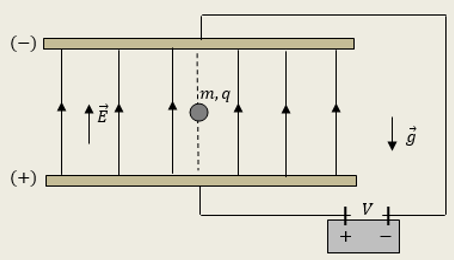 (−)
m, q
E⃗
g⃗
(+)
V
+ −